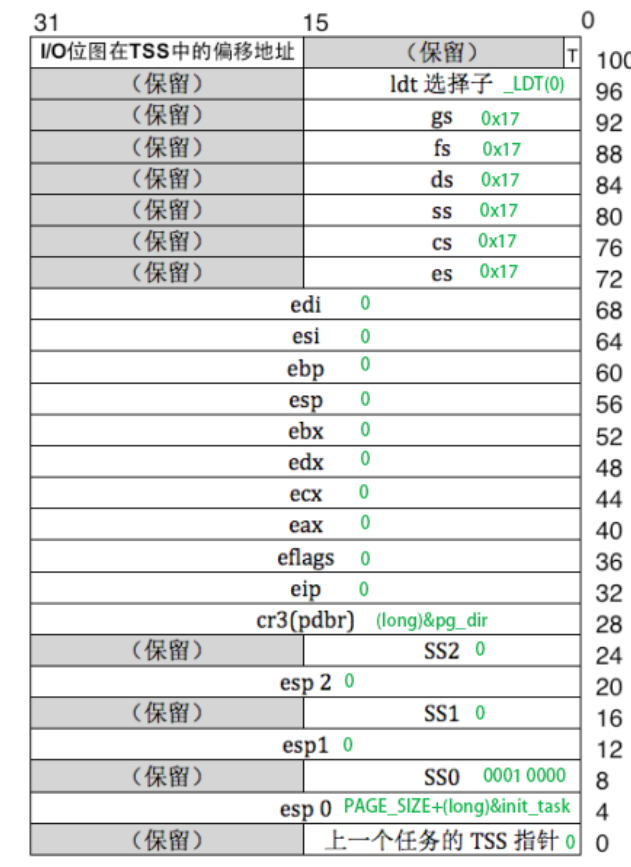 31 15 0
I/O位图在TSS中的偏移地址 (保留) T 100
(保留) ldt 选择子 _LDT(0) 96
(保留) gs 0x17 92
(保留) fs 0x17 88
(保留) ds 0x17 84
(保留) ss 0x17 80
(保留) cs 0x17 76
(保留) es 0x17 72
edi 0 68
esi 0 64
ebp 0 60
esp 0 56
ebx 0 52
edx 0 48
ecx 0 44
eax 0 40
eflags 0 36
eip 0 32
cr3(pdbr) (long)&pg_dir 28
(保留) SS2 0 24
esp 2 0 20
(保留) SS1 0 16
esp1 0 12
(保留) SS0 0001 0000 8
esp 0 PAGE_SIZE+(long)&init_task 4
(保留) 上一个任务的 TSS 指针 0 0